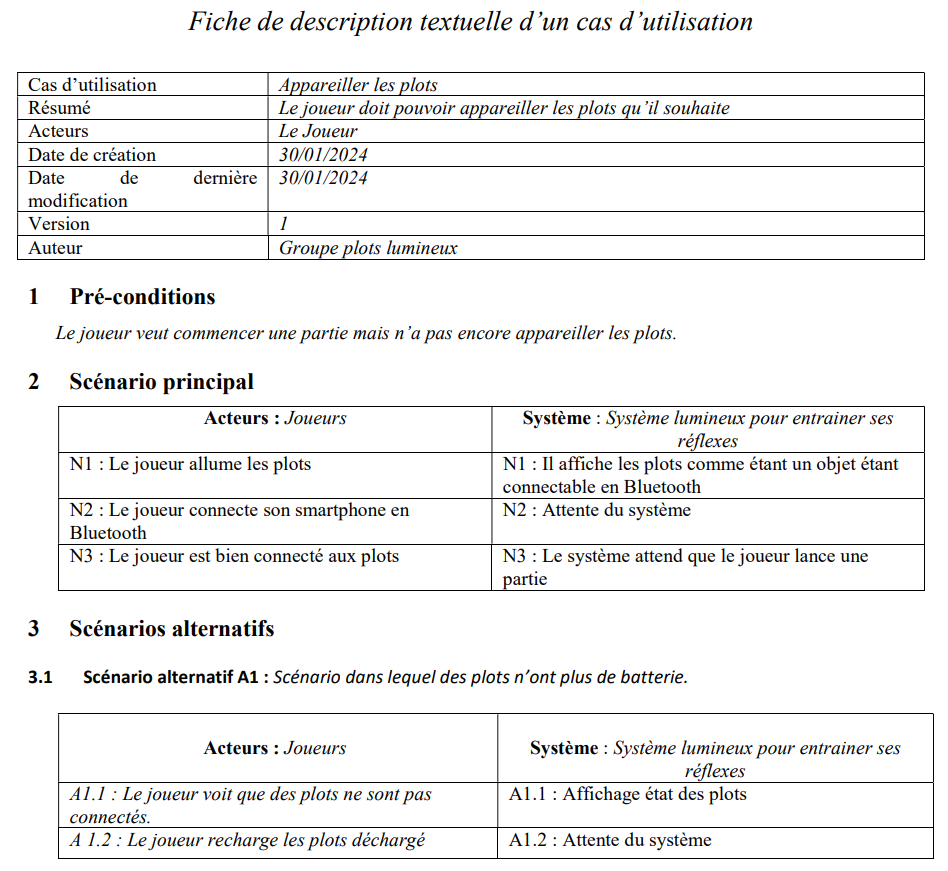 Fiche de description textuelle d’un cas d’utilisation
Cas d’utilisation Appareiller les plots
Résumé Le joueur doit pouvoir appareiller les plots qu’il souhaite
Acteurs Le Joueur
Date de création 30/01/2024
Date de dernière 30/01/2024
modification
Version 1
Auteur Groupe plots lumineux
1 Pré-conditions
Le joueur veut commencer une partie mais n’a pas encore appareiller les plots.
2 Scénario principal
Acteurs : Joueurs
Système : Système lumineux pour entrainer ses
réflexes
N1 : Le joueur allume les plots
N1 : Il affiche les plots comme étant un objet étant
connectable en Bluetooth
N2 : Le joueur connecte son smartphone en
Bluetooth
N2 : Attente du système
N3 : Le joueur est bien connecté aux plots
N3 : Le système attend que le joueur lance une
partie
3 Scénarios alternatifs
3.1 Scénario alternatif A1 : Scénario dans lequel des plots n’ont plus de batterie.
Acteurs : Joueurs
Système : Système lumineux pour entrainer ses
réflexes
A1.1 : Le joueur voit que des plots ne sont pas
connectés.
A1.1 : Affichage état des plots
A 1.2 : Le joueur recharge les plots déchargé
A1.2 : Attente du système